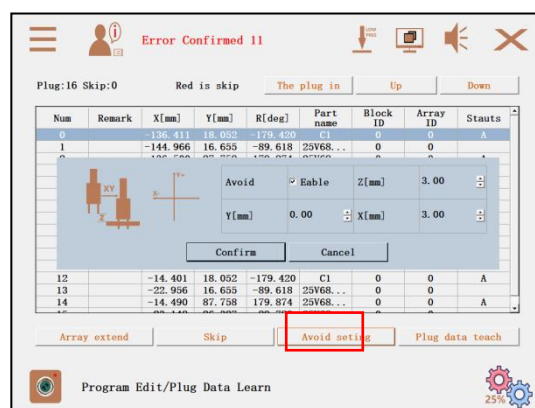 Error Confirmed 11
LOW PRES
Plug:16 Skip:0 Red is skip The plug in Up Down
Num Remark X[mm] Y[mm] R[deg] Part name Block ID Array ID Stauts
0 -136.411 18.052 -179.420 C1 0 0 A
1 -144.966 16.655 -89.618 25V68... 0 0
XY Z X- Y+ Avoid Eable Z[mm] 3.00
Y[mm] 0.00 X[mm] 3.00
Confirm Cancel
12 -14.401 18.052 -179.420 C1 0 0 A
13 -22.956 16.655 -89.618 25V68... 0 0
14 -14.490 87.758 179.874 25V68... 0 0 A
Array extend Skip Avoid seting Plug data teach
Program Edit/Plug Data Learn
25%